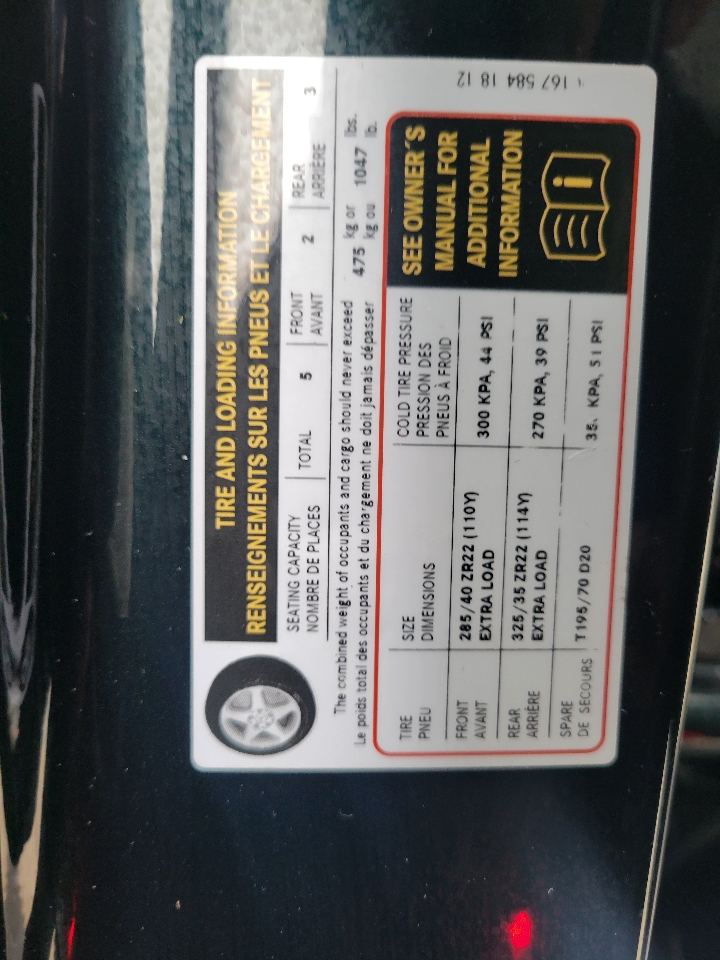 TIRE AND LOADING INFORMATION
RENSEIGNEMENTS SUR LES PNEUS ET LE CHARGEMENT
SEATING CAPACITY TOTAL 5 FRONT 2 REAR 3
NOMBRE DE PLACES AVANT ARRIÈRE
The combined weight of occupants and cargo should never exceed 475 kg or 1047 lbs.
Le poids total des occupants et du chargement ne doit jamais dépasser kg ou lb.
TIRE SIZE COLD TIRE PRESSURE
PNEU DIMENSIONS PRESSION DES
PNEUS À FROID
FRONT 285/40 ZR22 (110Y) 300 KPA, 44 PSI
AVANT EXTRA LOAD
REAR 325/35 ZR22 (114Y) 270 KPA, 39 PSI
ARRIÈRE EXTRA LOAD
SPARE T195/70 D20 KPA, 51 PSI
DE SECOURS
SEE OWNER'S
MANUAL FOR
ADDITIONAL
INFORMATION
167 584 18 12